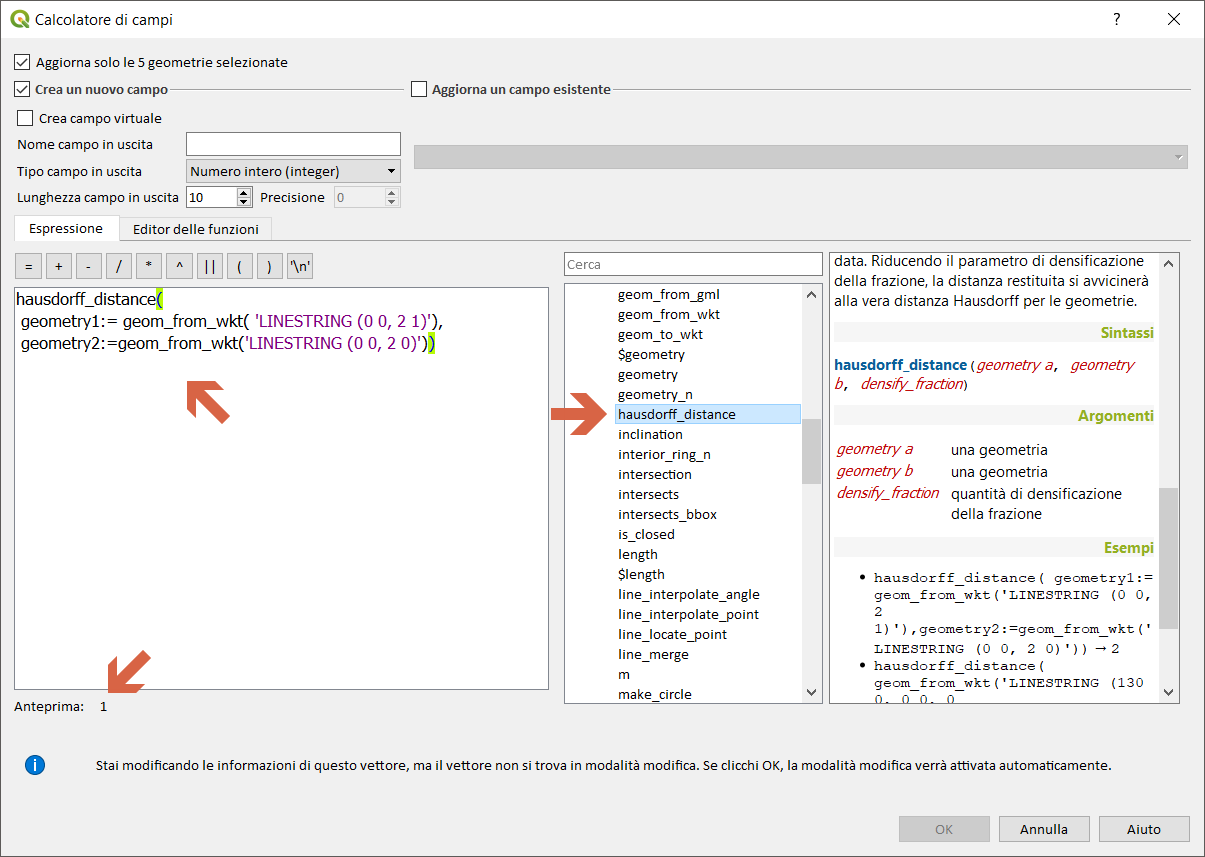 Calcolatore di campi
?
Aggiorna solo le 5 geometrie selezionate
Crea un nuovo campo
Aggiorna un campo esistente
Crea campo virtuale
Nome campo in uscita
Tipo campo in uscita Numero intero (integer)
Lunghezza campo in uscita 10 Precisione 0
Espressione Editor delle funzioni
= + - / * ^ || ( ) '\n'
hausdorff_distance(
geometry1:= geom_from_wkt( 'LINESTRING (0 0, 2 1)'),
geometry2:=geom_from_wkt('LINESTRING (0 0, 2 0)'))
Anteprima: 1
Cerca
geom_from_gml
geom_from_wkt
geom_to_wkt
$geometry
geometry
geometry_n
hausdorff_distance
inclination
interior_ring_n
intersection
intersects
intersects_bbox
is_closed
length
$length
line_interpolate_angle
line_interpolate_point
line_locate_point
line_merge
m
make_circle
data. Riducendo il parametro di densificazione
della frazione, la distanza restituita si avvicinerà
alla vera distanza Hausdorff per le geometrie.
Sintassi
hausdorff_distance(geometry a, geometry
b, densify_fraction)
Argomenti
geometry a una geometria
geometry b una geometria
densify_fraction quantità di densificazione
della frazione
Esempi
• hausdorff_distance( geometry1:=
geom_from_wkt('LINESTRING (0 0,
2
1)'),geometry2:=geom_from_wkt('
LINESTRING (0 0, 2 0)')) → 2
• hausdorff_distance(
geom_from_wkt('LINESTRING (130
0, 0 0, 0
Stai modificando le informazioni di questo vettore, ma il vettore non si trova in modalità modifica. Se clicchi OK, la modalità modifica verrà attivata automaticamente.
OK Annulla Aiuto